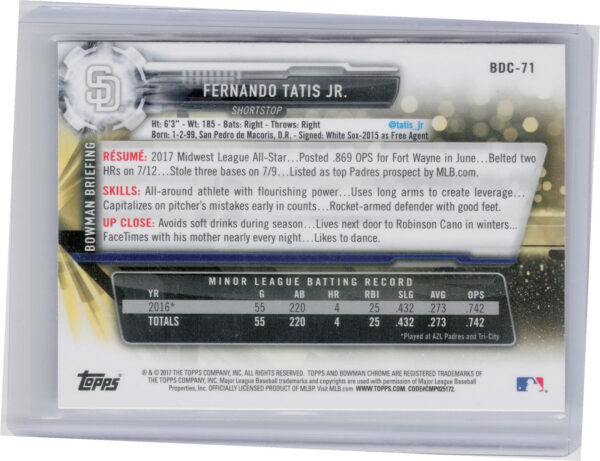 BDC-71
SD
FERNANDO TATIS JR.
SHORTSTOP
Ht: 6'3" - Wt: 185 - Bats: Right - Throws: Right @tatis_jr
Born: 1-2-99, San Pedro de Macoris, D.R. - Signed: White Sox-2015 as Free Agent
BOWMAN BRIEFING
RÉSUMÉ: 2017 Midwest League All-Star...Posted .869 OPS for Fort Wayne in June...Belted two
HRs on 7/12...Stole three bases on 7/9...Listed as top Padres prospect by MLB.com.
SKILLS: All-around athlete with flourishing power...Uses long arms to create leverage...
Capitalizes on pitcher's mistakes early in counts...Rocket-armed defender with good feet.
UP CLOSE: Avoids soft drinks during season...Lives next door to Robinson Cano in winters...
FaceTimes with his mother nearly every night...Likes to dance.
MINOR LEAGUE BATTING RECORD
YR G AB HR RBI SLG AVG OPS
2016* 55 220 4 25 .432 .273 .742
TOTALS 55 220 4 25 .432 .273 .742
*Played at AZL Padres and Tri-City
Topps
® & © 2017 THE TOPPS COMPANY, INC. ALL RIGHTS RESERVED. TOPPS AND BOWMAN CHROME ARE REGISTERED TRADEMARKS OF
THE TOPPS COMPANY, INC. Major League Baseball trademarks and copyrights are used with permission of Major League Baseball
Properties, Inc. OFFICIALLY LICENSED PRODUCT OF MLBP. Visit MLB.com WWW.TOPPS.COM. CODE#CMP025172.